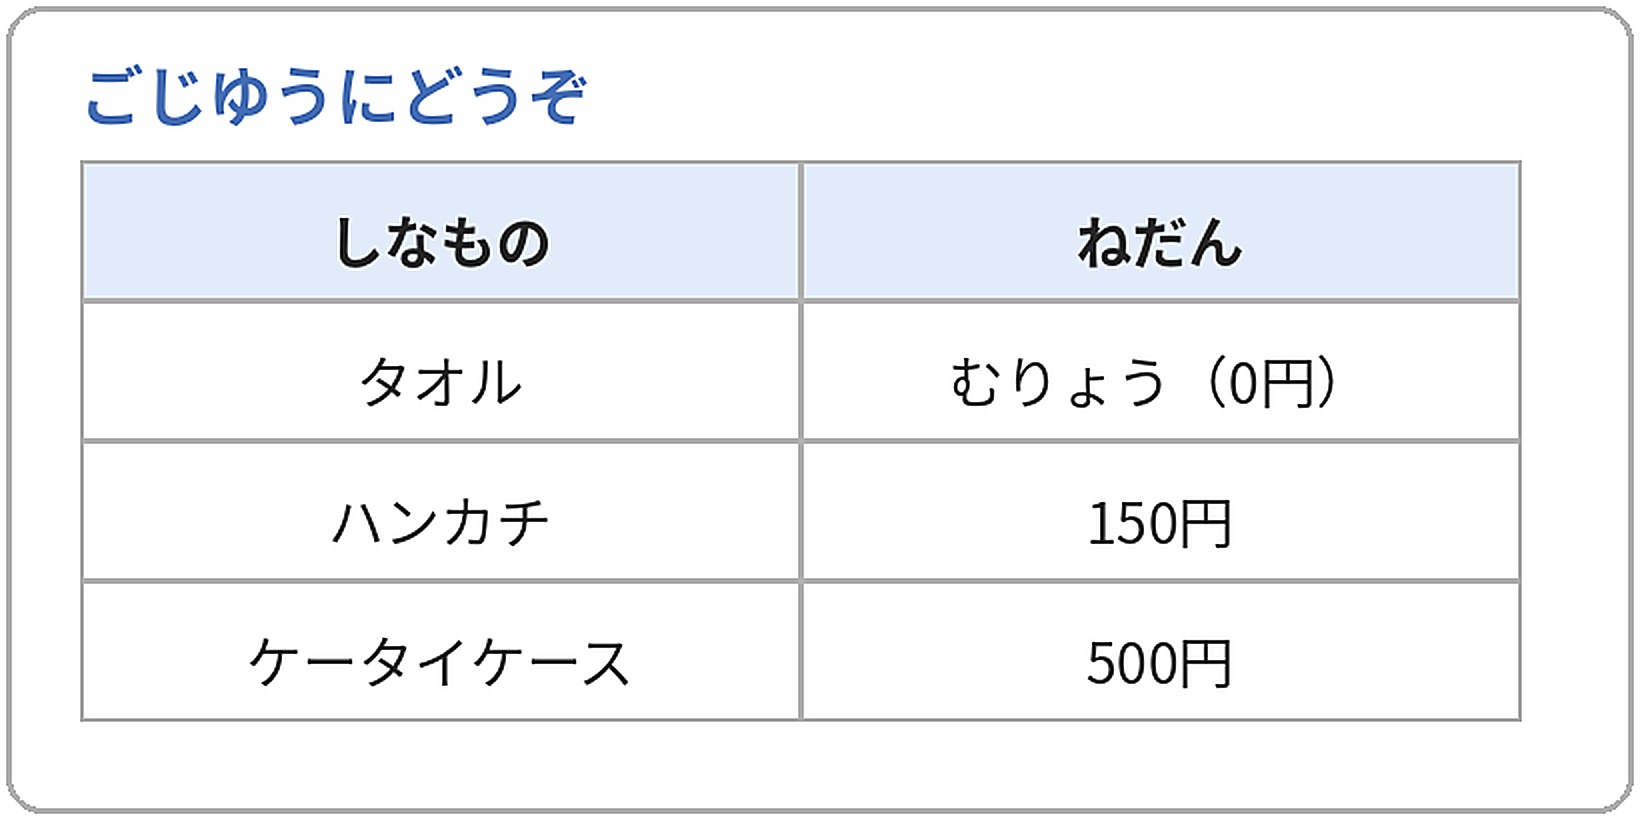 ごじゆうにどうぞ
しなもの ねだん
タオル むりょう（0円）
ハンカチ 150円
ケータイケース 500円